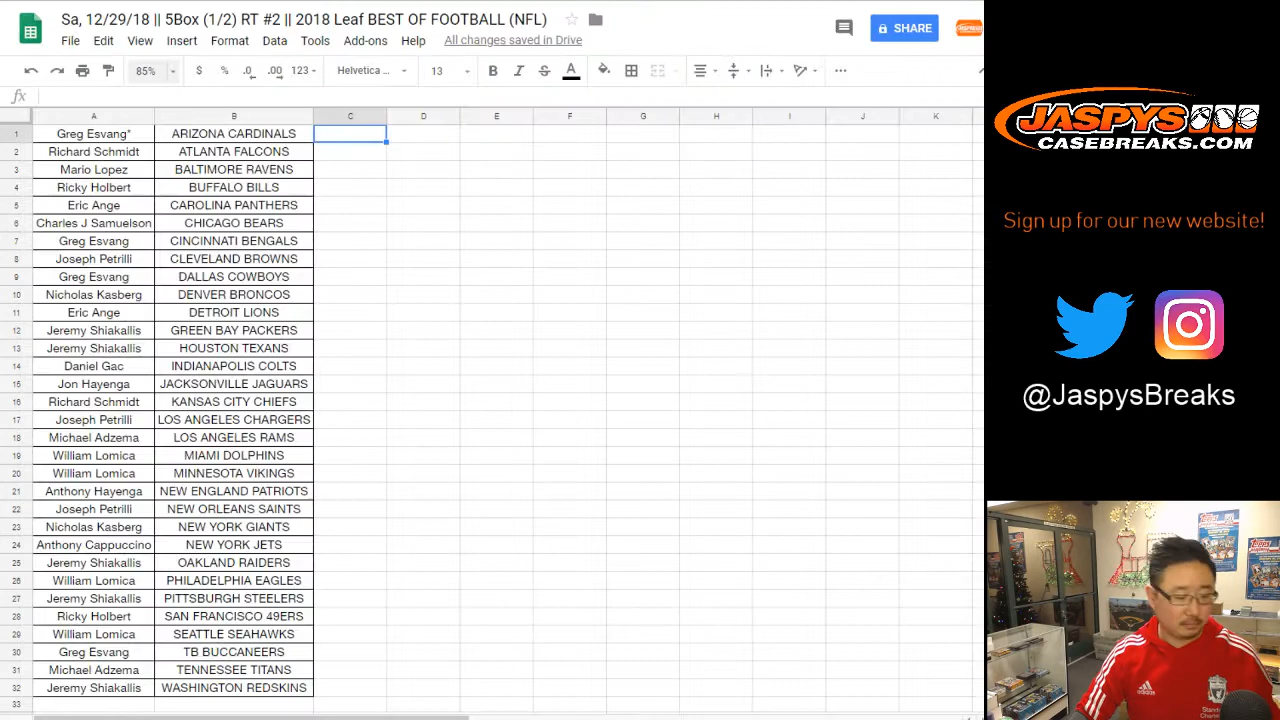 Sa, 12/29/18 || 5Box (1/2) RT #2 || 2018 Leaf BEST OF FOOTBALL (NFL)
File Edit View Insert Format Data Tools Add-ons Help All changes saved in Drive
SHARE
85% $ % .0 .00 123 Helvetica ... 13 B I S A
fx
A B C D E F G H I J K
1 Greg Esvang* ARIZONA CARDINALS
2 Richard Schmidt ATLANTA FALCONS
3 Mario Lopez BALTIMORE RAVENS
4 Ricky Holbert BUFFALO BILLS
5 Eric Ange CAROLINA PANTHERS
6 Charles J Samuelson CHICAGO BEARS
7 Greg Esvang CINCINNATI BENGALS
8 Joseph Petrilli CLEVELAND BROWNS
9 Greg Esvang DALLAS COWBOYS
10 Nicholas Kasberg DENVER BRONCOS
11 Eric Ange DETROIT LIONS
12 Jeremy Shiakallis GREEN BAY PACKERS
13 Jeremy Shiakallis HOUSTON TEXANS
14 Daniel Gac INDIANAPOLIS COLTS
15 Jon Hayenga JACKSONVILLE JAGUARS
16 Richard Schmidt KANSAS CITY CHIEFS
17 Joseph Petrilli LOS ANGELES CHARGERS
18 Michael Adzema LOS ANGELES RAMS
19 William Lomica MIAMI DOLPHINS
20 William Lomica MINNESOTA VIKINGS
21 Anthony Hayenga NEW ENGLAND PATRIOTS
22 Joseph Petrilli NEW ORLEANS SAINTS
23 Nicholas Kasberg NEW YORK GIANTS
24 Anthony Cappuccino NEW YORK JETS
25 Jeremy Shiakallis OAKLAND RAIDERS
26 William Lomica PHILADELPHIA EAGLES
27 Jeremy Shiakallis PITTSBURGH STEELERS
28 Ricky Holbert SAN FRANCISCO 49ERS
29 William Lomica SEATTLE SEAHAWKS
30 Greg Esvang TB BUCCANEERS
31 Michael Adzema TENNESSEE TITANS
32 Jeremy Shiakallis WASHINGTON REDSKINS
33
JASPYS
CASEBREAKS.COM
Sign up for our new website!
@JaspysBreaks
Topps
adidas